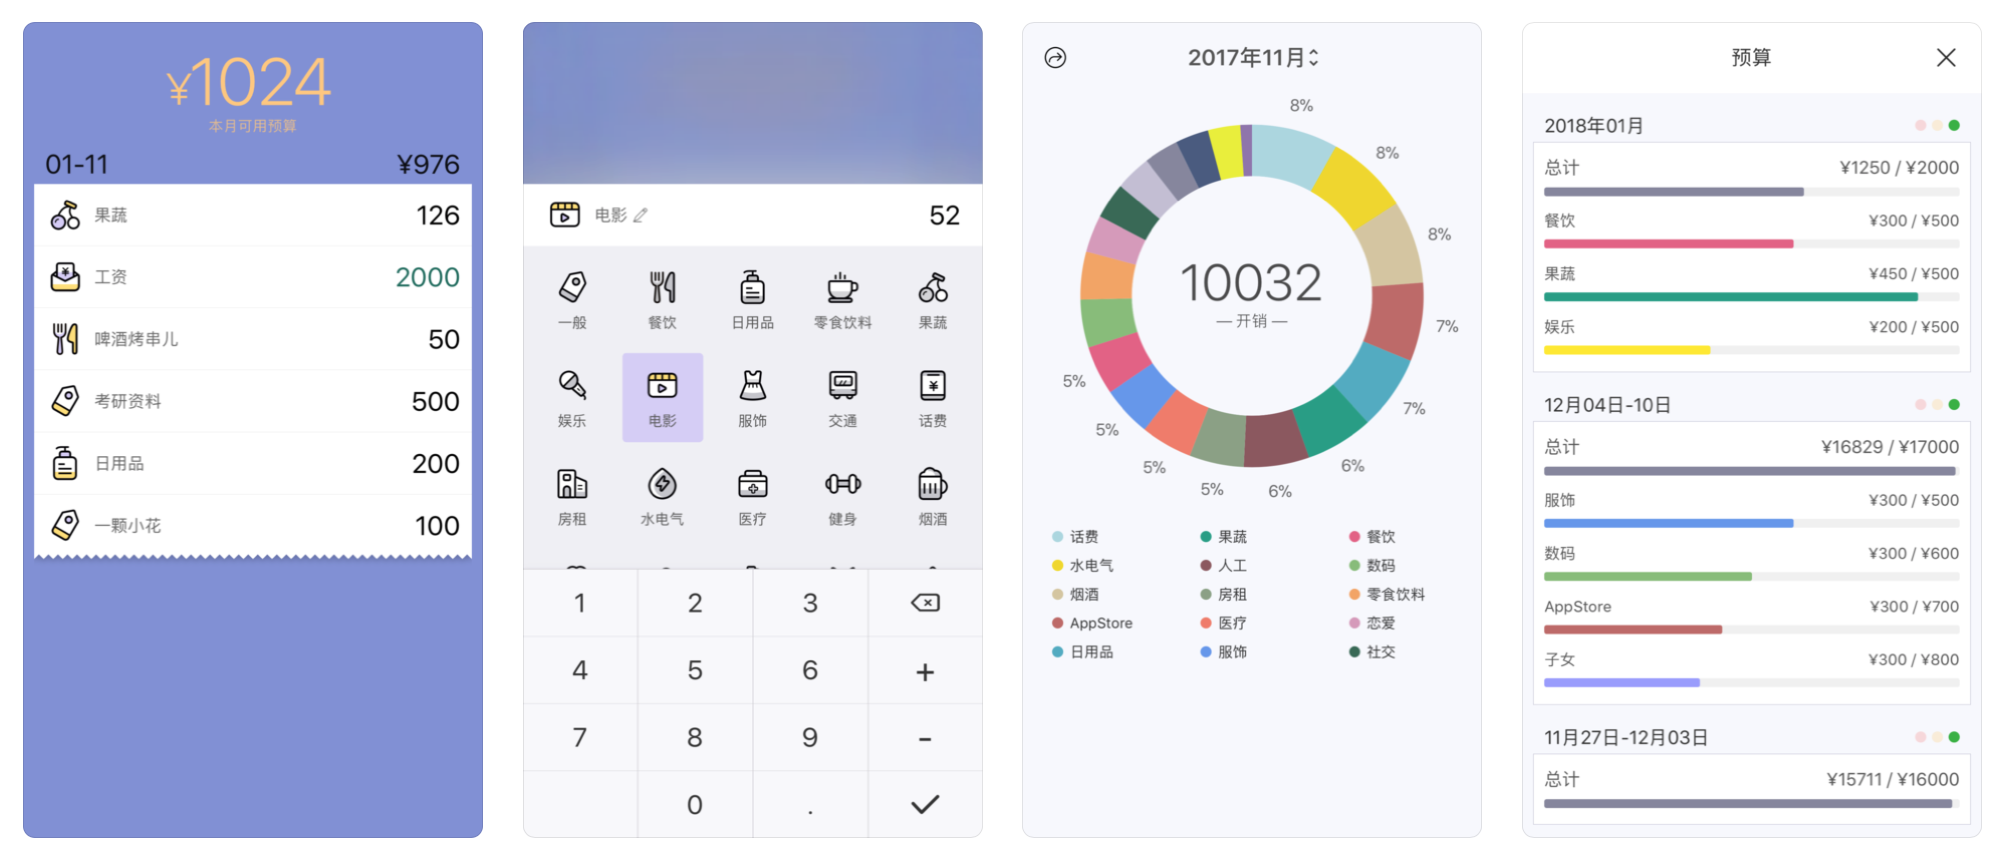 ¥1024
本月可用预算
01-11 ¥976
果蔬 126
工资 2000
啤酒烤串儿 50
考研资料 500
日用品 200
一颗小花 100
电影 52
一般 餐饮 日用品 零食饮料 果蔬
娱乐 电影 服饰 交通 话费
房租 水电气 医疗 健身 烟酒
1 2 3
4 5 6 +
7 8 9 -
0 .
2017年11月
8%
8%
8%
7%
7%
6%
6%
5%
5%
5%
5%
10032
— 开销 —
话费 果蔬 餐饮
水电气 人工 数码
烟酒 房租 零食饮料
AppStore 医疗 恋爱
日用品 服饰 社交
预算
2018年01月
总计 ¥1250 / ¥2000
餐饮 ¥300 / ¥500
果蔬 ¥450 / ¥500
娱乐 ¥200 / ¥500
12月04日-10日
总计 ¥16829 / ¥17000
服饰 ¥300 / ¥500
数码 ¥300 / ¥600
AppStore ¥300 / ¥700
子女 ¥300 / ¥800
11月27日-12月03日
总计 ¥15711 / ¥16000